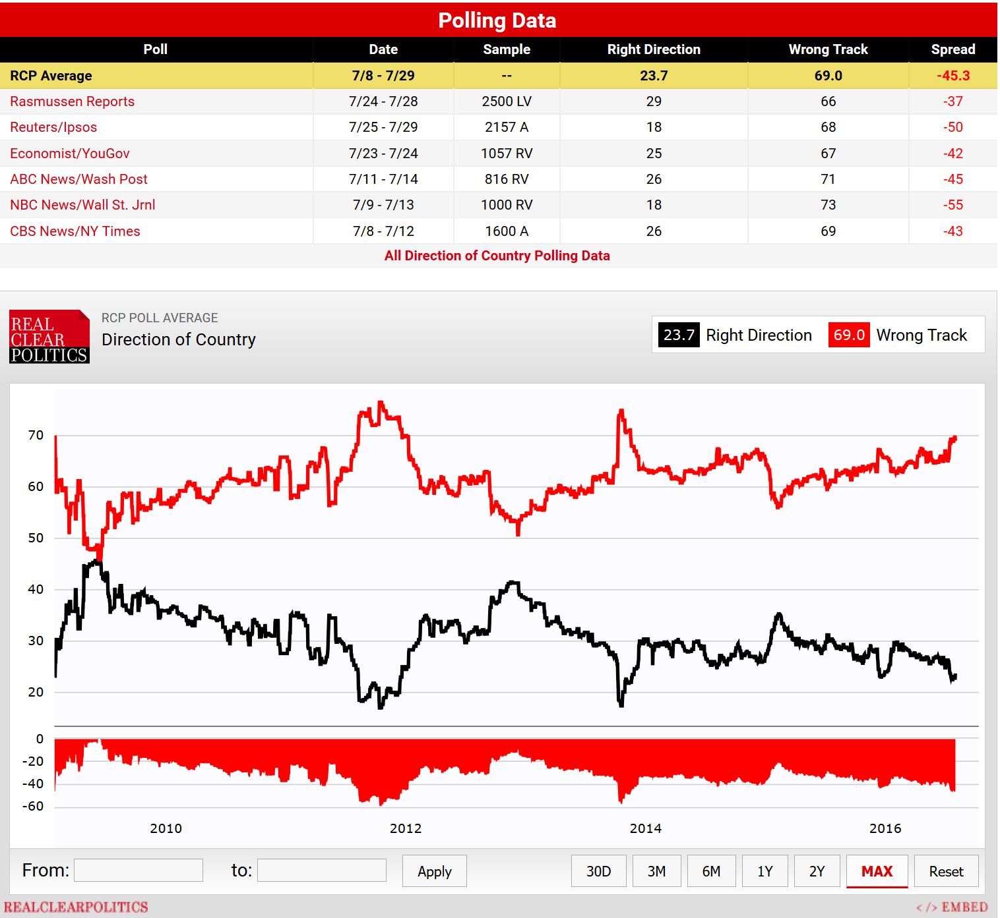 Polling Data
Poll Date Sample Right Direction Wrong Track Spread
RCP Average 7/8 - 7/29 -- 23.7 69.0 -45.3
Rasmussen Reports 7/24 - 7/28 2500 LV 29 66 -37
Reuters/Ipsos 7/25 - 7/29 2157 A 18 68 -50
Economist/YouGov 7/23 - 7/24 1057 RV 25 67 -42
ABC News/Wash Post 7/11 - 7/14 816 RV 26 71 -45
NBC News/Wall St. Jrnl 7/9 - 7/13 1000 RV 18 73 -55
CBS News/NY Times 7/8 - 7/12 1600 A 26 69 -43
All Direction of Country Polling Data
REAL
CLEAR
POLITICS
RCP POLL AVERAGE
Direction of Country
23.7 Right Direction 69.0 Wrong Track
70
60
50
40
30
20
0
-20
-40
-60
2010 2012 2014 2016
From: to: Apply 30D 3M 6M 1Y 2Y MAX Reset
REALCLEARPOLITICS </> EMBED